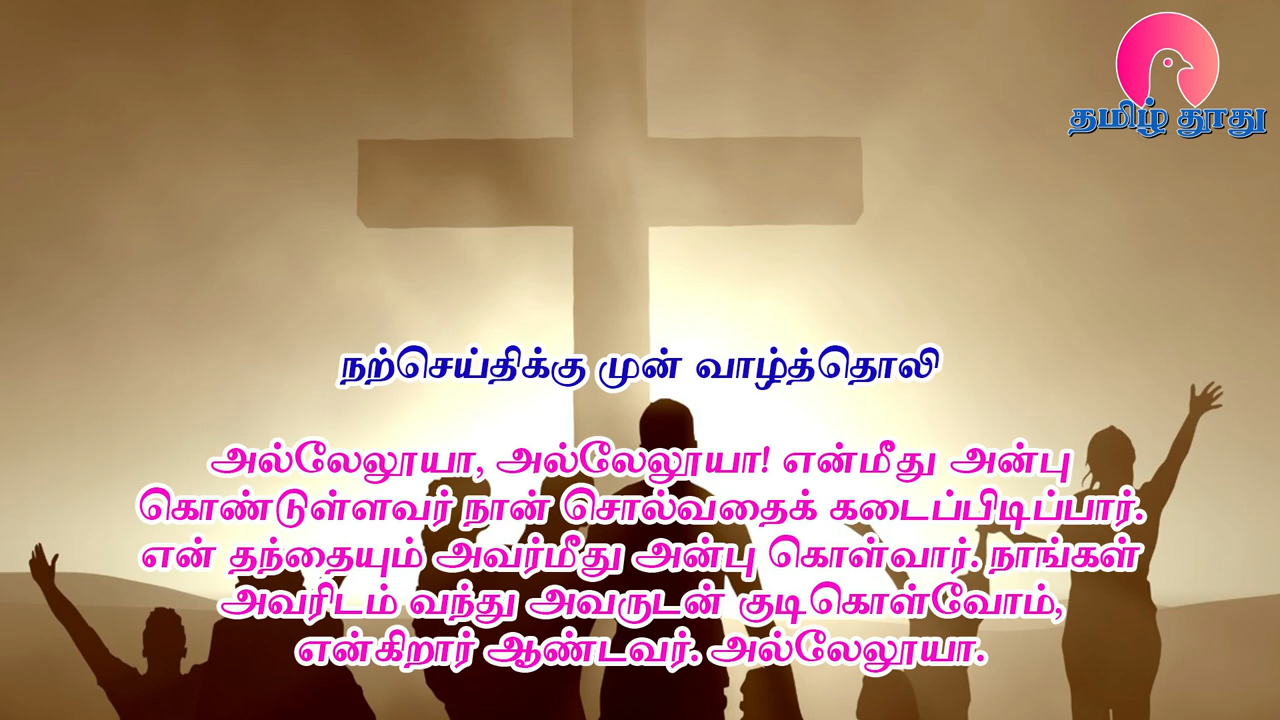 தமிழ் தூது
நற்செய்திக்கு முன் வாழ்த்தொலி
அல்லேலூயா, அல்லேலூயா! என்மீது அன்பு
கொண்டுள்ளவர் நான் சொல்வதைக் கடைப்பிடிப்பார்.
என் தந்தையும் அவர்மீது அன்பு கொள்வார். நாங்கள்
அவரிடம் வந்து அவருடன் குடிகொள்வோம்,
என்கிறார் ஆண்டவர். அல்லேலூயா.